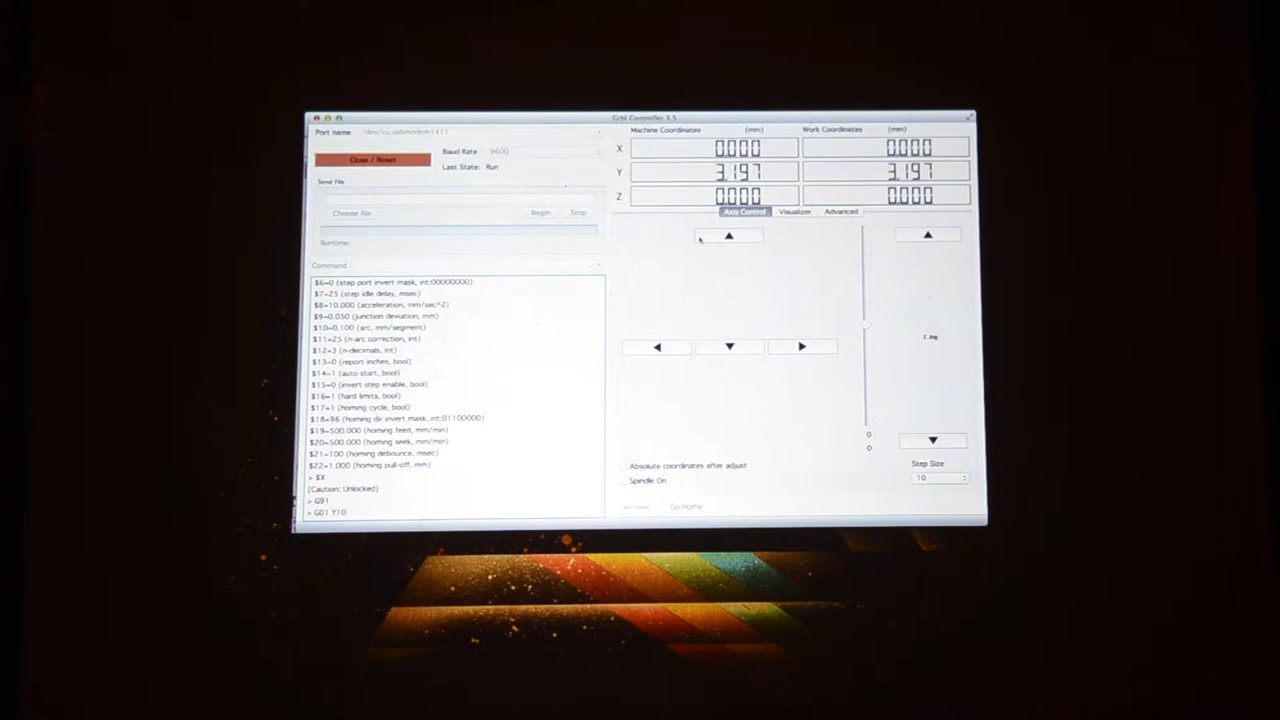 Grbl Controller 3.5
Port name /dev/cu.usbmodem1411
Close / Reset
Baud Rate 9600
Last State: Run
Send File
Choose file
Begin
Stop
Runtime:
Command
$6=0 (step port invert mask, int:00000000)
$7=25 (step idle delay, msec)
$8=10.000 (acceleration, mm/sec^2)
$9=0.050 (junction deviation, mm)
$10=0.100 (arc, mm/segment)
$11=25 (n-arc correction, int)
$12=3 (n-decimals, int)
$13=0 (report inches, bool)
$14=1 (auto start, bool)
$15=0 (invert step enable, bool)
$16=1 (hard limits, bool)
$17=1 (homing cycle, bool)
$18=96 (homing dir invert mask, int:01100000)
$19=500.000 (homing feed, mm/min)
$20=500.000 (homing seek, mm/min)
$21=100 (homing debounce, msec)
$22=1.000 (homing pull-off, mm)
> $X
[Caution: Unlocked]
> G91
> G01 Y10
Machine Coordinates (mm) Work Coordinates (mm)
X 0.000 0.000
Y 3.197 3.197
Z 0.000 0.000
Axis Control Visualizer Advanced
Z Jog
0
0
Absolute coordinates after adjust
Spindle On
Step Size
10
Go Home